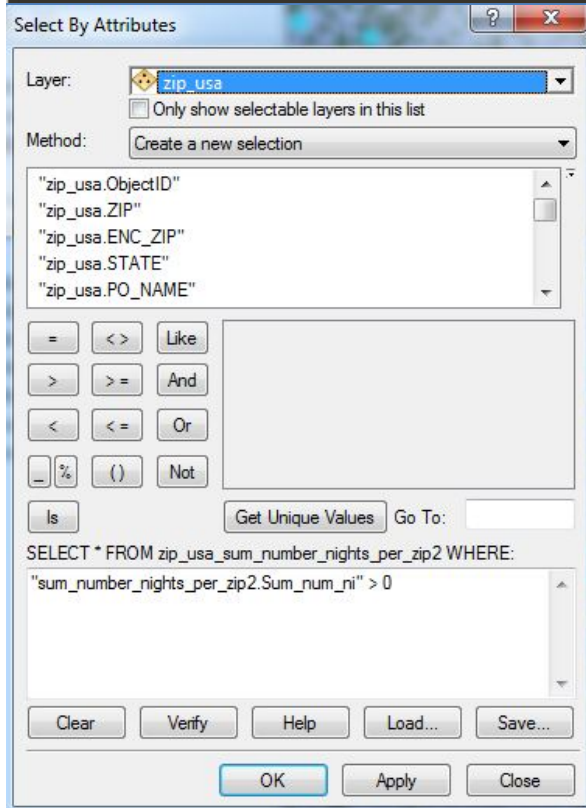 Select By Attributes
Layer: zip_usa
Only show selectable layers in this list
Method: Create a new selection
"zip_usa.ObjectID"
"zip_usa.ZIP"
"zip_usa.ENC_ZIP"
"zip_usa.STATE"
"zip_usa.PO_NAME"
= <> Like
> >= And
< <= Or
_ % () Not
Is Get Unique Values Go To:
SELECT * FROM zip_usa_sum_number_nights_per_zip2 WHERE:
"sum_number_nights_per_zip2.Sum_num_ni" > 0
Clear Verify Help Load... Save...
OK Apply Close